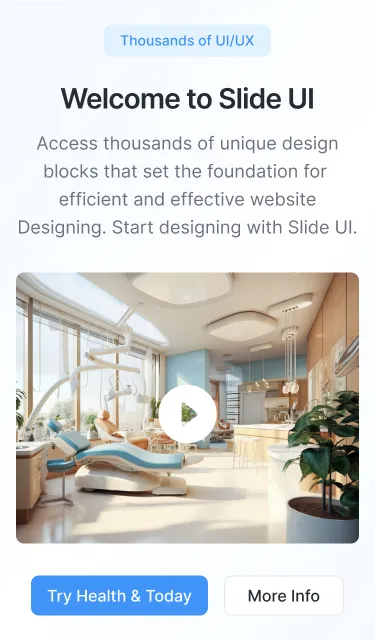 Thousands of UI/UX
Welcome to Slide UI
Access thousands of unique design
blocks that set the foundation for
efficient and effective website
Designing. Start designing with Slide UI.
Try Health & Today
More Info